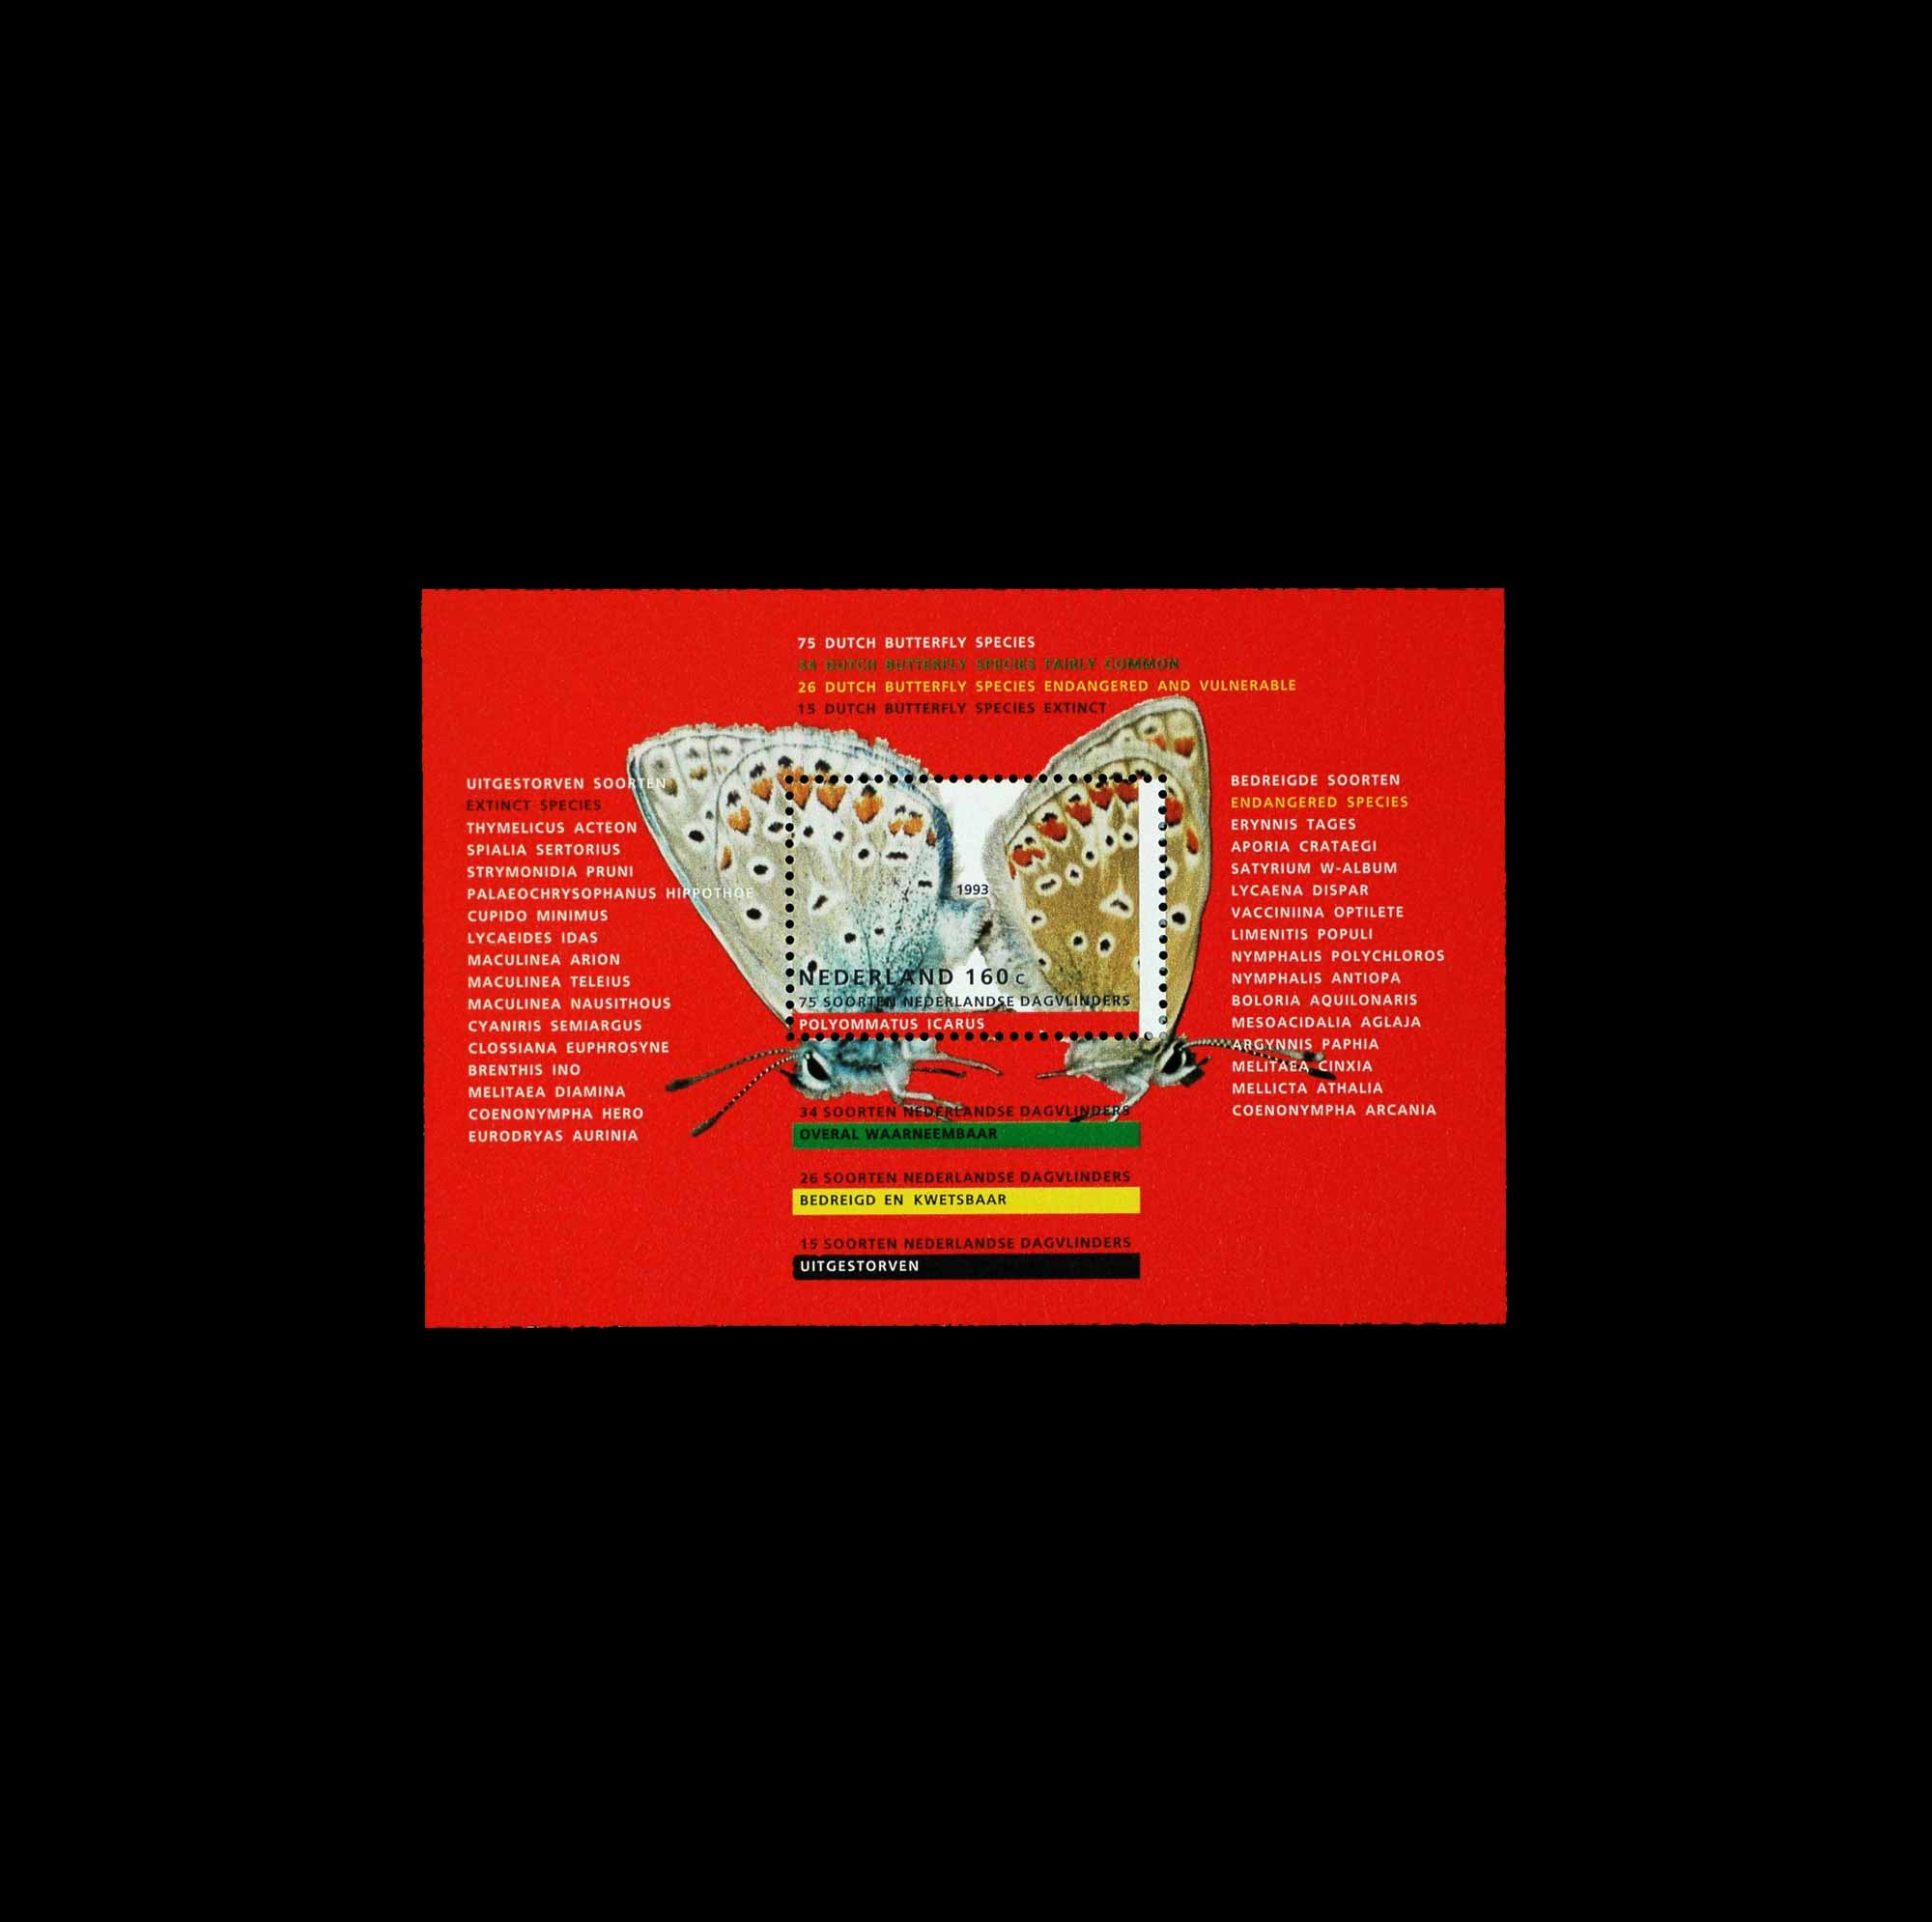 75 DUTCH BUTTERFLY SPECIES
34 DUTCH BUTTERFLY SPECIES FAIRLY COMMON
26 DUTCH BUTTERFLY SPECIES ENDANGERED AND VULNERABLE
15 DUTCH BUTTERFLY SPECIES EXTINCT
UITGESTORVEN SOORTEN
EXTINCT SPECIES
THYMELICUS ACTEON
SPIALIA SERTORIUS
STRYMONIDIA PRUNI
PALAEOCHRYSOPHANUS HIPPOTHOE
CUPIDO MINIMUS
LYCAEIDES IDAS
MACULINEA ARION
MACULINEA TELEIUS
MACULINEA NAUSITHOUS
CYANIRIS SEMIARGUS
CLOSSIANA EUPHROSYNE
BRENTHIS INO
MELITAEA DIAMINA
COENONYMPHA HERO
EURODRYAS AURINIA
1993
NEDERLAND 160 c
75 SOORTEN NEDERLANDSE DAGVLINDERS
POLYOMMATUS ICARUS
34 SOORTEN NEDERLANDSE DAGVLINDERS
OVERAL WAARNEEMBAAR
26 SOORTEN NEDERLANDSE DAGVLINDERS
BEDREIGD EN KWETSBAAR
15 SOORTEN NEDERLANDSE DAGVLINDERS
UITGESTORVEN
BEDREIGDE SOORTEN
ENDANGERED SPECIES
ERYNNIS TAGES
APORIA CRATAEGI
SATYRIUM W-ALBUM
LYCAENA DISPAR
VACCINIINA OPTILETE
LIMENITIS POPULI
NYMPHALIS POLYCHLOROS
NYMPHALIS ANTIOPA
BOLORIA AQUILONARIS
MESOACIDALIA AGLAJA
ARGYNNIS PAPHIA
MELITAEA CINXIA
MELLICTA ATHALIA
COENONYMPHA ARCANIA